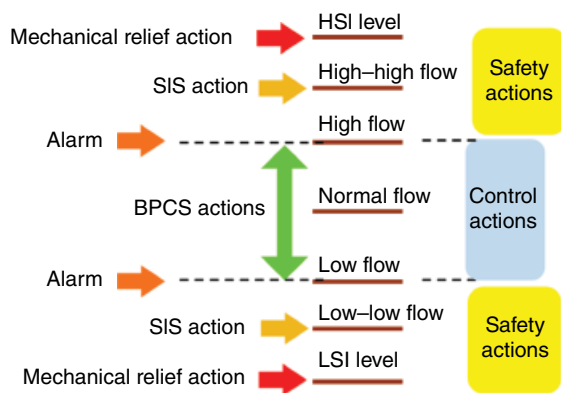 HSI level
Mechanical relief action
High–high flow
SIS action
Safety
actions
High flow
Alarm
BPCS actions
Normal flow
Control
actions
Low flow
Alarm
Low–low flow
SIS action
Safety
actions
LSI level
Mechanical relief action